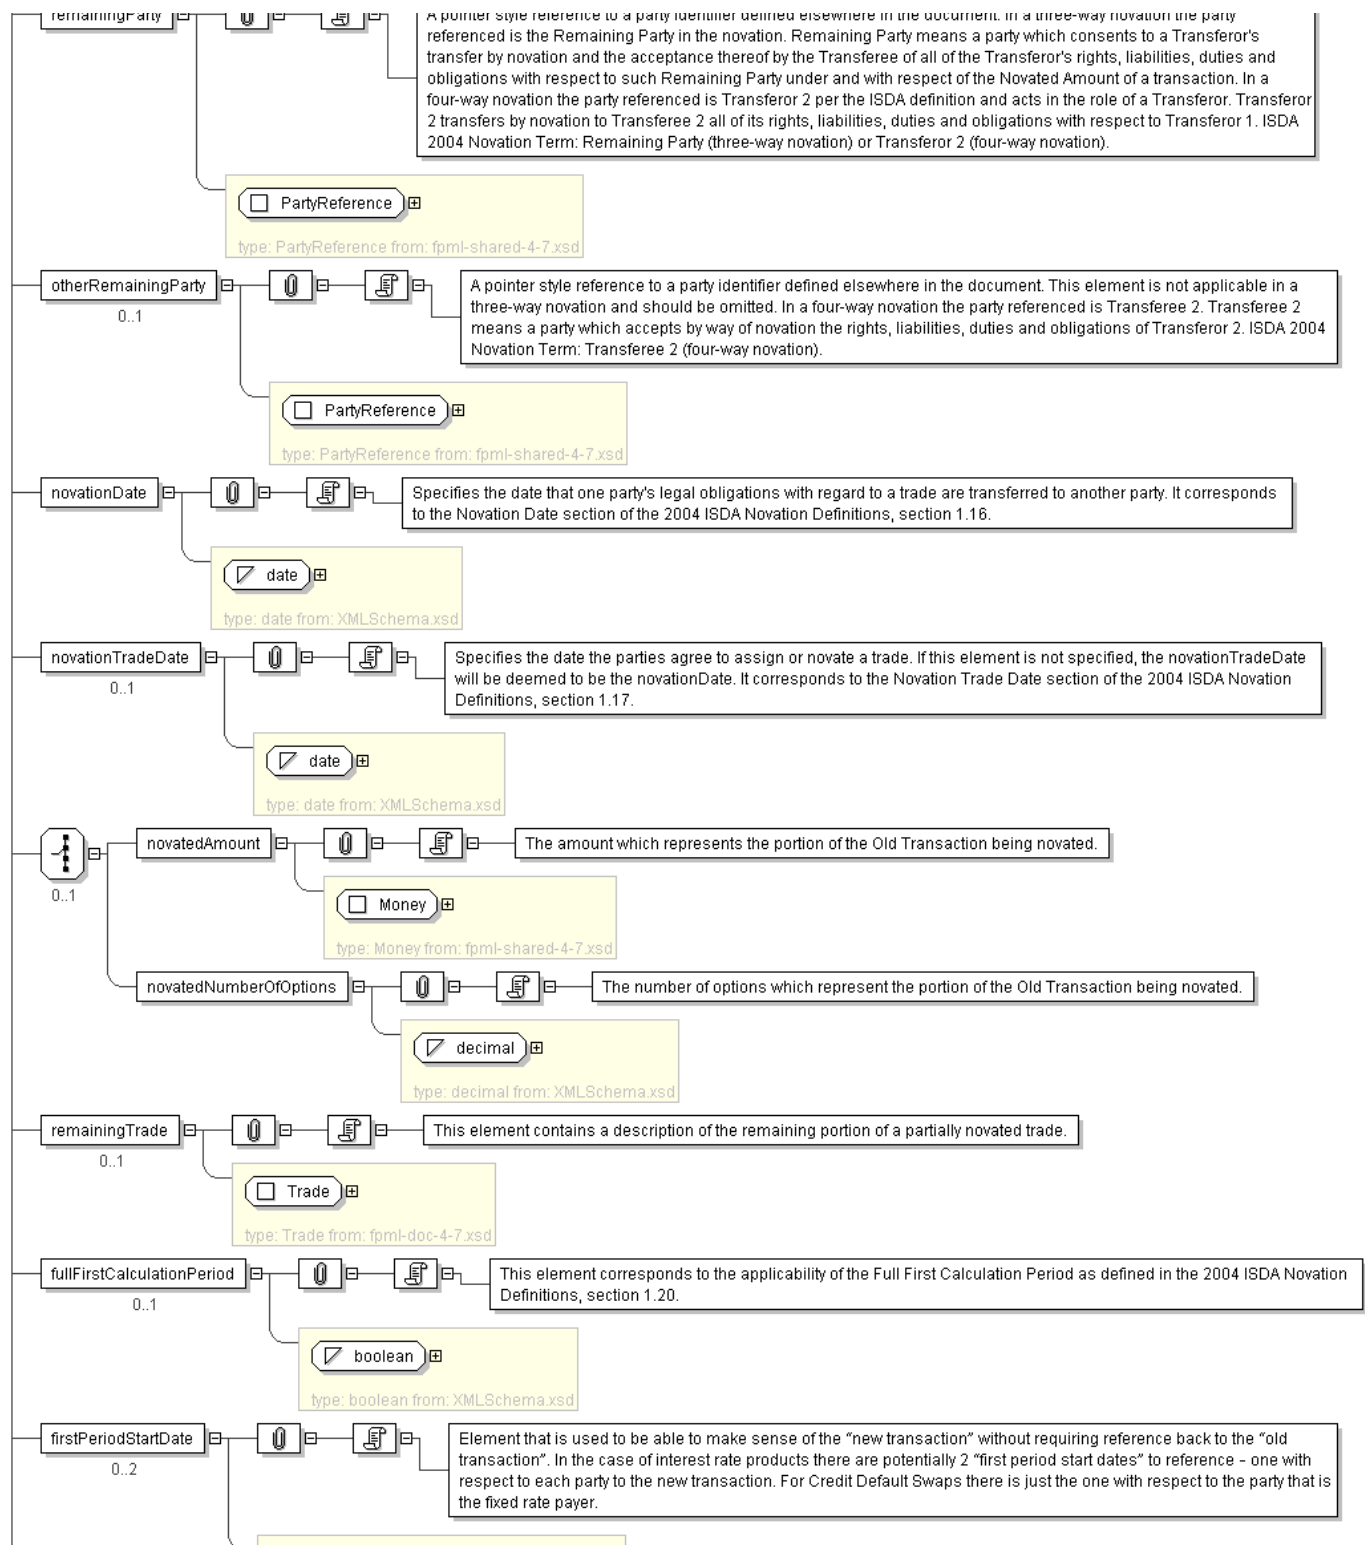 remainingParty
A pointer style reference to a party identifier defined elsewhere in the document. In a three-way novation the party
referenced is the Remaining Party in the novation. Remaining Party means a party which consents to a Transferor's
transfer by novation and the acceptance thereof by the Transferee of all of the Transferor's rights, liabilities, duties and
obligations with respect to such Remaining Party under and with respect of the Novated Amount of a transaction. In a
four-way novation the party referenced is Transferor 2 per the ISDA definition and acts in the role of a Transferor. Transferor
2 transfers by novation to Transferee 2 all of its rights, liabilities, duties and obligations with respect to Transferor 1. ISDA
2004 Novation Term: Remaining Party (three-way novation) or Transferor 2 (four-way novation).
PartyReference
type: PartyReference from: fpml-shared-4-7.xsd
otherRemainingParty
0..1
A pointer style reference to a party identifier defined elsewhere in the document. This element is not applicable in a
three-way novation and should be omitted. In a four-way novation the party referenced is Transferee 2. Transferee 2
means a party which accepts by way of novation the rights, liabilities, duties and obligations of Transferor 2. ISDA 2004
Novation Term: Transferee 2 (four-way novation).
PartyReference
type: PartyReference from: fpml-shared-4-7.xsd
novationDate
Specifies the date that one party's legal obligations with regard to a trade are transferred to another party. It corresponds
to the Novation Date section of the 2004 ISDA Novation Definitions, section 1.16.
date
type: date from: XMLSchema.xsd
novationTradeDate
0..1
Specifies the date the parties agree to assign or novate a trade. If this element is not specified, the novationTradeDate
will be deemed to be the novationDate. It corresponds to the Novation Trade Date section of the 2004 ISDA Novation
Definitions, section 1.17.
date
type: date from: XMLSchema.xsd
0..1
novatedAmount
The amount which represents the portion of the Old Transaction being novated.
Money
type: Money from: fpml-shared-4-7.xsd
novatedNumberOfOptions
The number of options which represent the portion of the Old Transaction being novated.
decimal
type: decimal from: XMLSchema.xsd
remainingTrade
0..1
This element contains a description of the remaining portion of a partially novated trade.
Trade
type: Trade from: fpml-doc-4-7.xsd
fullFirstCalculationPeriod
0..1
This element corresponds to the applicability of the Full First Calculation Period as defined in the 2004 ISDA Novation
Definitions, section 1.20.
boolean
type: boolean from: XMLSchema.xsd
firstPeriodStartDate
0..2
Element that is used to be able to make sense of the “new transaction” without requiring reference back to the “old
transaction”. In the case of interest rate products there are potentially 2 “first period start dates” to reference – one with
respect to each party to the new transaction. For Credit Default Swaps there is just the one with respect to the party that is
the fixed rate payer.